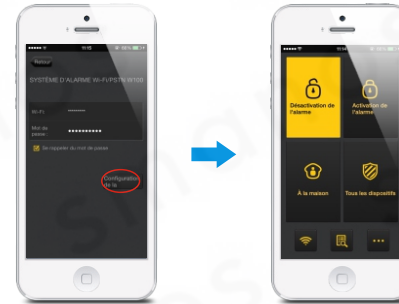 Retour
SYSTÈME D'ALARME WI-FI/PSTN W100
Wi-Fi
Mot de
passe :
Se rappeler du mot de passe
Configuration
de la
Désactivation de
l'alarme
Activation de
l'alarme
À la maison
Tous les dispositifs